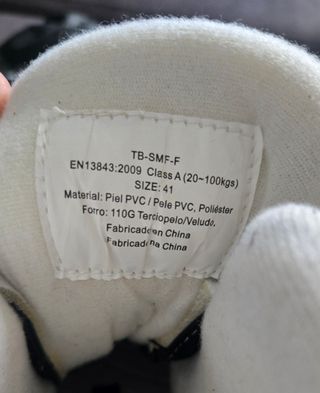 TB-SMF-F
EN13843:2009 Class A (20~100kgs)
SIZE: 41
Material: Piel PVC / Pele PVC, Poliéster
Forro: 110G Terciopelo/Veludo,
Fabricado en China
Fabricado na China